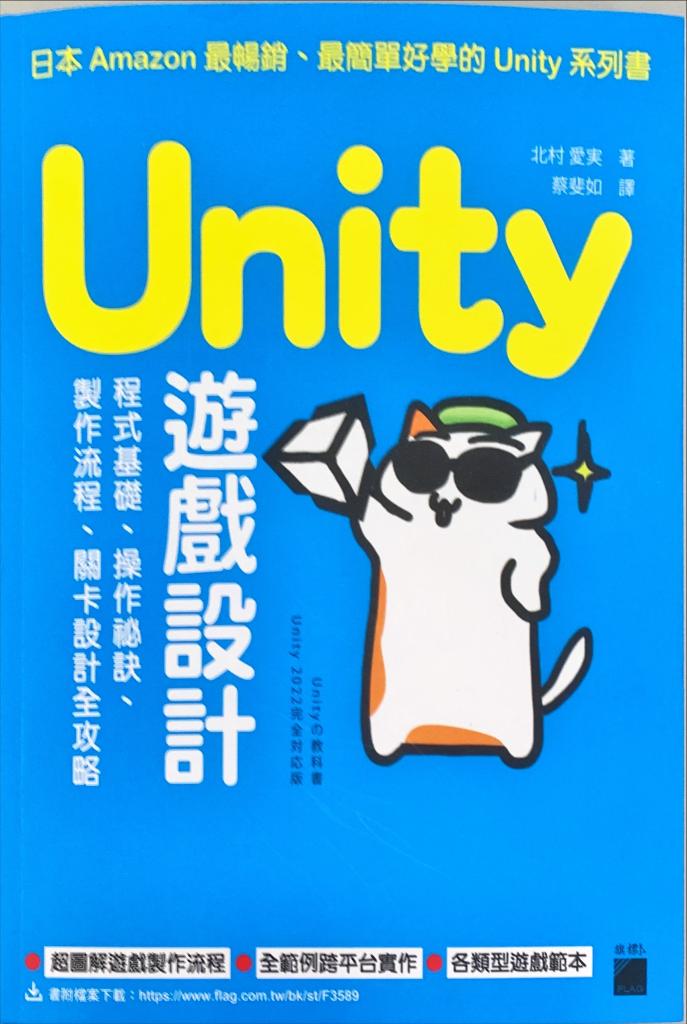 日本 Amazon 最暢銷、最簡單好學的 Unity 系列書
北村 愛実 著
蔡斐如 譯
Unity
遊戲設計
程式基礎、操作祕訣、
製作流程、關卡設計全攻略
Unityの教科書
Unity 2022完全対応版
超圖解遊戲製作流程
全範例跨平台實作
各類型遊戲範本
旗標
FLAG
書附檔案下載：https://www.flag.com.tw/bk/st/F3589